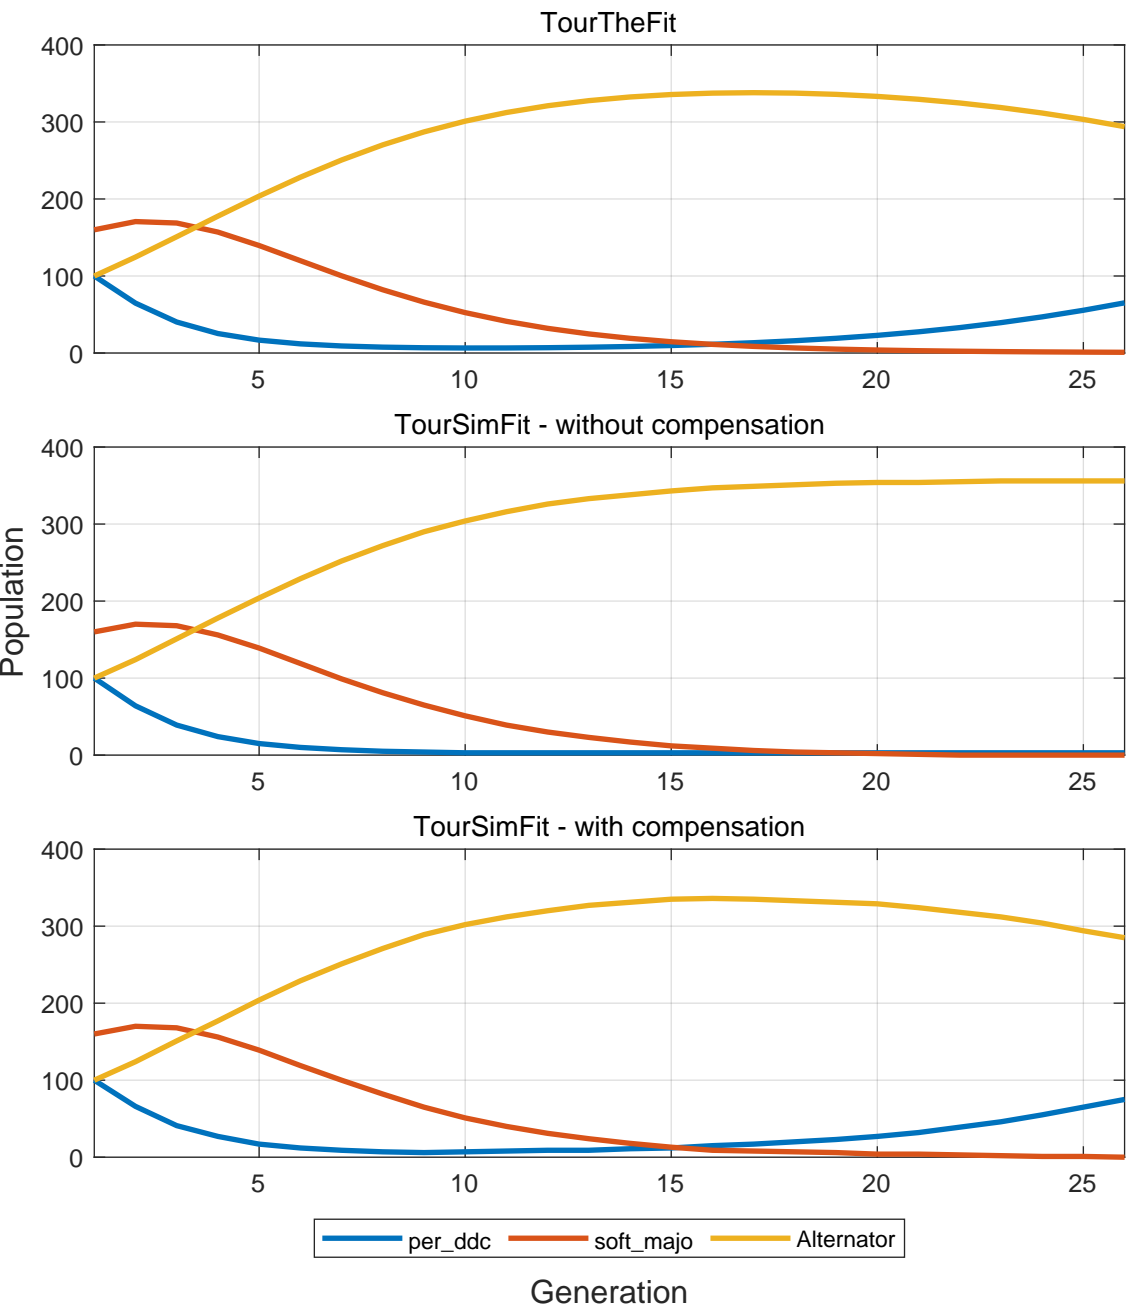 TourTheFit
400
300
200
100
0
5 10 15 20 25
TourSimFit - without compensation
400
300
200
100
0
5 10 15 20 25
Population
TourSimFit - with compensation
400
300
200
100
0
5 10 15 20 25
per_ddc soft_majo Alternator
Generation